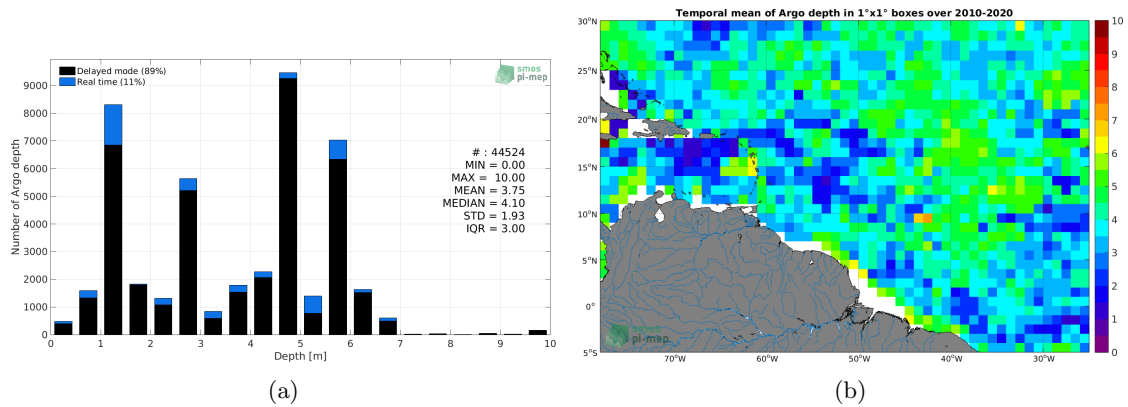 Delayed mode (89%)
Real time (11%)
smos
pi-mep
9000
8000
7000
6000
5000
4000
3000
2000
1000
0
Number of Argo depth
# : 44524
MIN = 0.00
MAX = 10.00
MEAN = 3.75
MEDIAN = 4.10
STD = 1.93
IQR = 3.00
0 1 2 3 4 5 6 7 8 9 10
Depth [m]
(a)
Temporal mean of Argo depth in 1°x1° boxes over 2010-2020
30°N
25°N
20°N
15°N
10°N
5°N
0°
5°S
70°W 60°W 50°W 40°W 30°W
smos
pi-mep
10
9
8
7
6
5
4
3
2
1
0
(b)